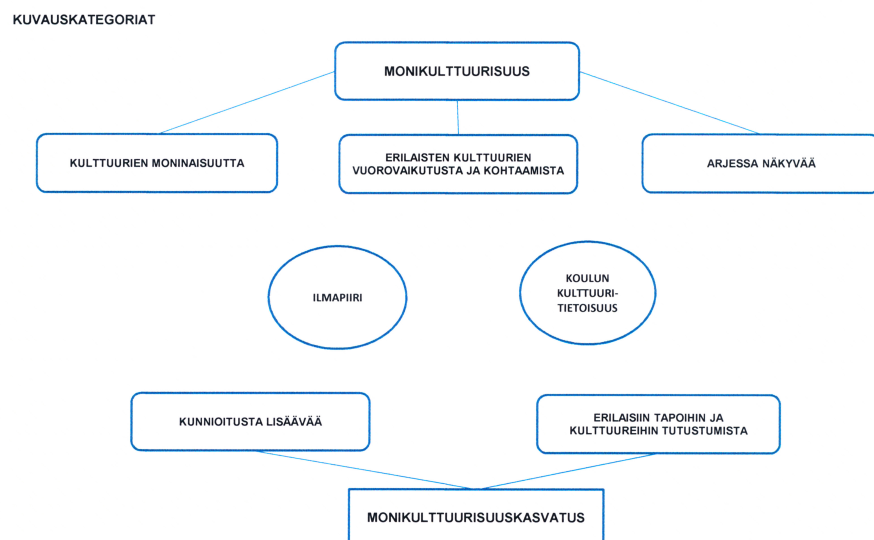 KUVAUSKATEGORIAT
MONIKULTTUURISUUS
KULTTUURIEN MONINAISUUTTA
ERILAISTEN KULTTUURIEN
VUOROVAIKUTUSTA JA KOHTAAMISTA
ARJESSA NÄKYVÄÄ
ILMAPIIRI
KOULUN
KULTTUURI-
TIETOISUUS
KUNNIOITUSTA LISÄÄVÄÄ
ERILAISIIN TAPOIHIN JA
KULTTUUREIHIN TUTUSTUMISTA
MONIKULTTUURISUUSKASVATUS